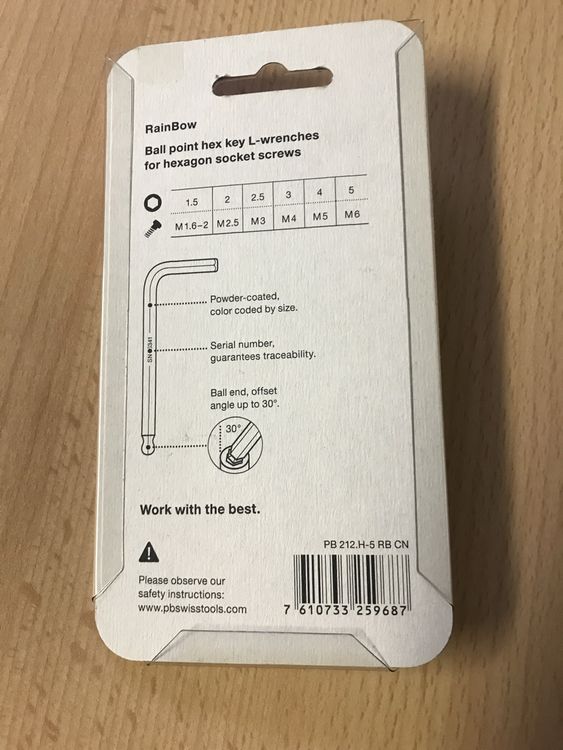 RainBow
Ball point hex key L-wrenches
for hexagon socket screws
1.5 2 2.5 3 4 5
M1.6–2 M2.5 M3 M4 M5 M6
Powder-coated,
color coded by size.
Serial number,
guarantees traceability.
Ball end, offset
angle up to 30°.
30°
Work with the best.
PB 212.H-5 RB CN
Please observe our
safety instructions:
www.pbswisstools.com
7 610733 259687